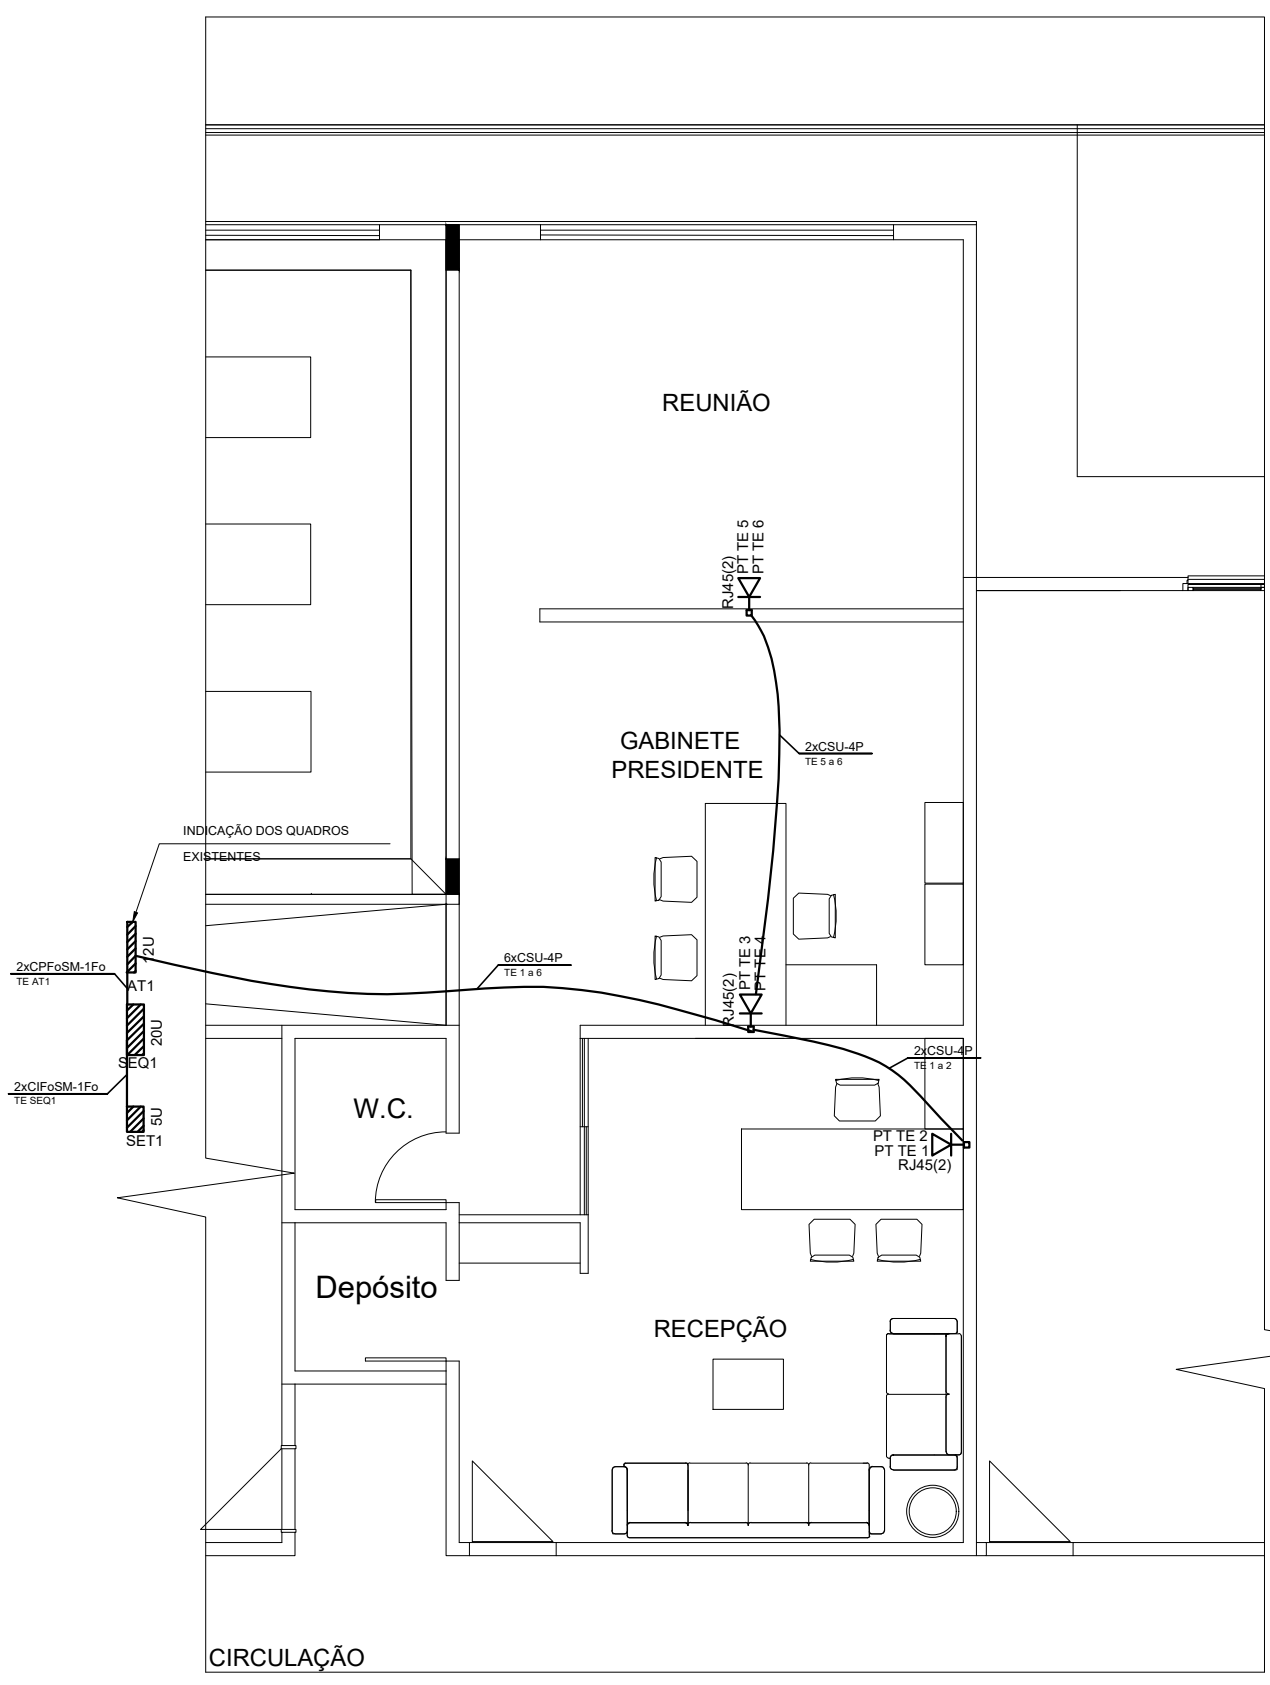 REUNIÃO
RJ45(2)
PT TE 5
PT TE 6
GABINETE
PRESIDENTE
2xCSU-4P
TE 5 a 6
INDICAÇÃO DOS QUADROS
EXISTENTES
12U
AT1
2xCPFoSM-1Fo
TE AT1
6xCSU-4P
TE 1 a 6
RJ45(2)
PT TE 3
PT TE 4
20U
SEQ1
2xCSU-4P
TE 1 a 2
2xCIFoSM-1Fo
TE SEQ1
5U
SET1
W.C.
PT TE 2
PT TE 1
RJ45(2)
Depósito
RECEPÇÃO
CIRCULAÇÃO